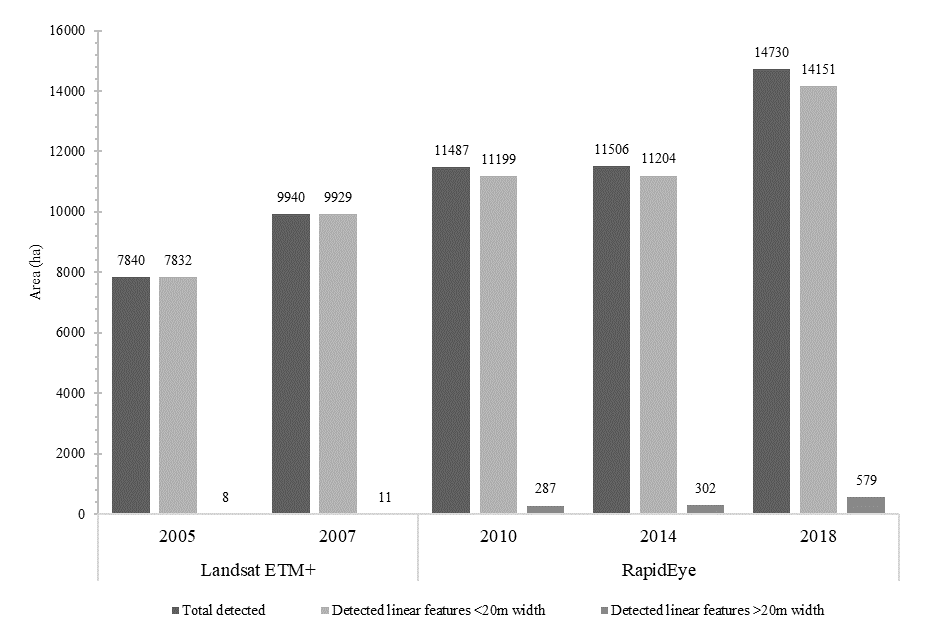 16000
14000
12000
10000
8000
6000
4000
2000
0
Area (ha)
7840 7832 8
9940 9929 11
11487 11199 287
11506 11204 302
14730 14151 579
2005 2007 2010 2014 2018
Landsat ETM+ RapidEye
Total detected Detected linear features <20m width Detected linear features >20m width